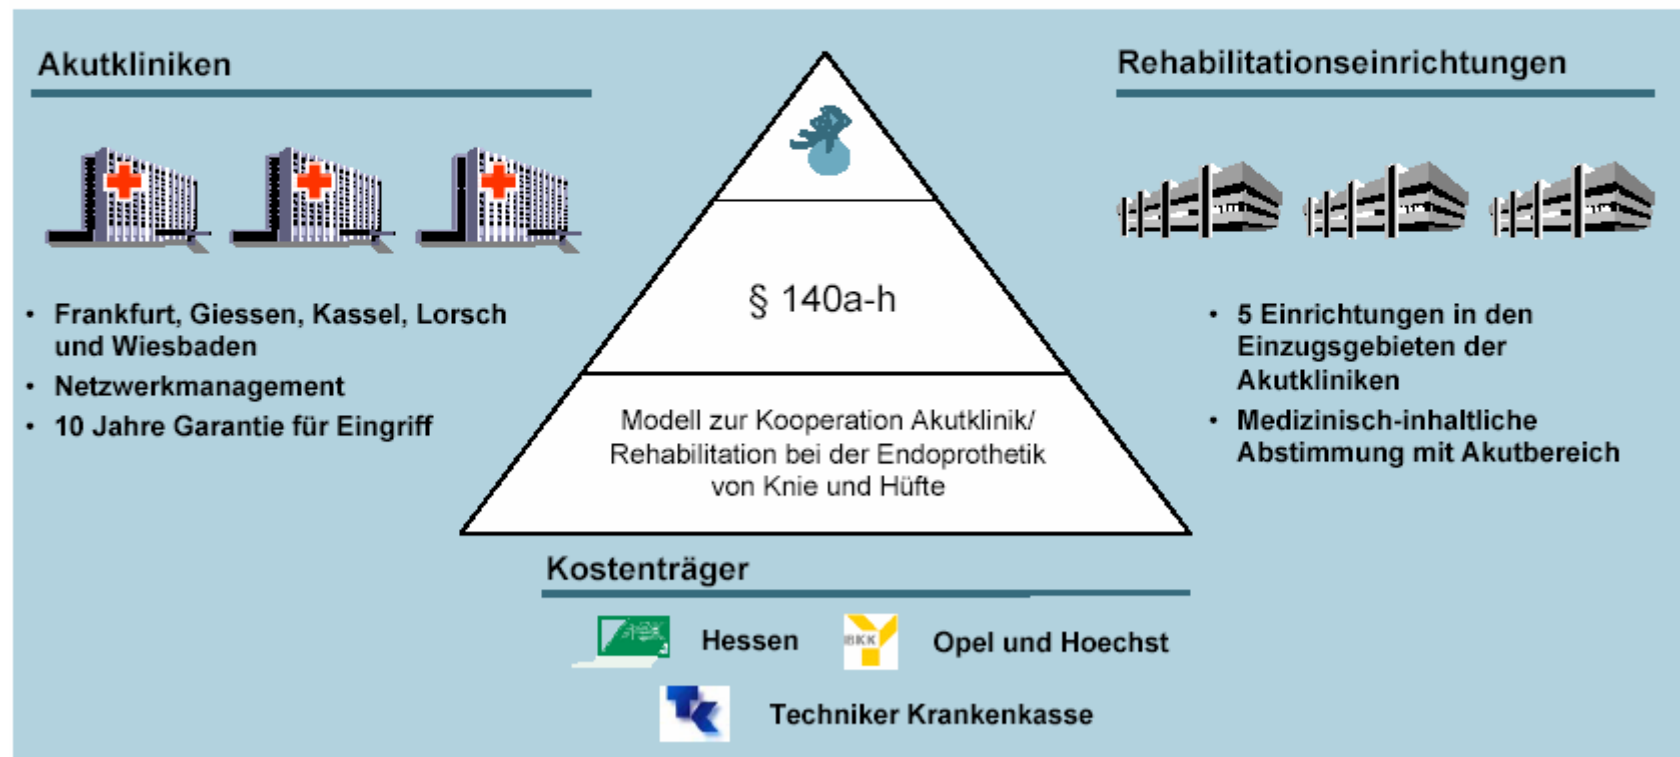 Akutkliniken
• Frankfurt, Giessen, Kassel, Lorsch
und Wiesbaden
• Netzwerkmanagement
• 10 Jahre Garantie für Eingriff
§ 140a-h
Modell zur Kooperation Akutklinik/
Rehabilitation bei der Endoprothetik
von Knie und Hüfte
Rehabilitationseinrichtungen
• 5 Einrichtungen in den
Einzugsgebieten der
Akutkliniken
• Medizinisch-inhaltliche
Abstimmung mit Akutbereich
Kostenträger
Hessen
BKK
Opel und Hoechst
TK
Techniker Krankenkasse